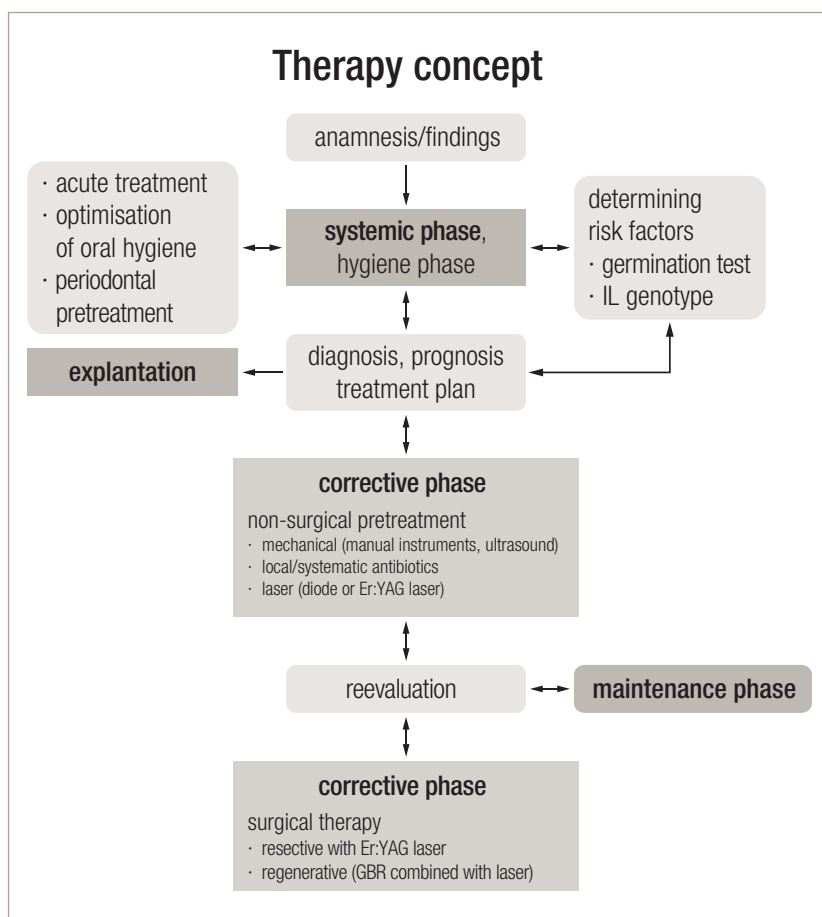 Therapy concept
anamnesis/findings
· acute treatment
· optimisation
of oral hygiene
· periodontal
pretreatment
systemic phase,
hygiene phase
determining
risk factors
· germination test
· IL genotype
explantation
diagnosis, prognosis
treatment plan
corrective phase
non-surgical pretreatment
· mechanical (manual instruments, ultrasound)
· local/systematic antibiotics
· laser (diode or Er:YAG laser)
reevaluation
maintenance phase
corrective phase
surgical therapy
· resective with Er:YAG laser
· regenerative (GBR combined with laser)